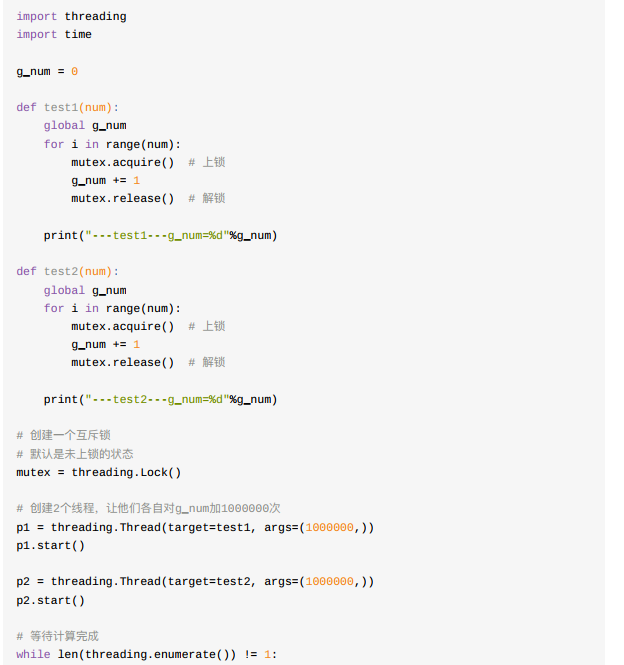 import threading
import time
g_num = 0
def test1(num):
    global g_num
    for i in range(num):
        mutex.acquire()  # 上锁
        g_num += 1
        mutex.release()  # 解锁
    print("---test1---g_num=%d"%g_num)
def test2(num):
    global g_num
    for i in range(num):
        mutex.acquire()  # 上锁
        g_num += 1
        mutex.release()  # 解锁
    print("---test2---g_num=%d"%g_num)
# 创建一个互斥锁
# 默认是未上锁的状态
mutex = threading.Lock()
# 创建2个线程，让他们各自对g_num加1000000次
p1 = threading.Thread(target=test1, args=(1000000,))
p1.start()
p2 = threading.Thread(target=test2, args=(1000000,))
p2.start()
# 等待计算完成
while len(threading.enumerate()) != 1: